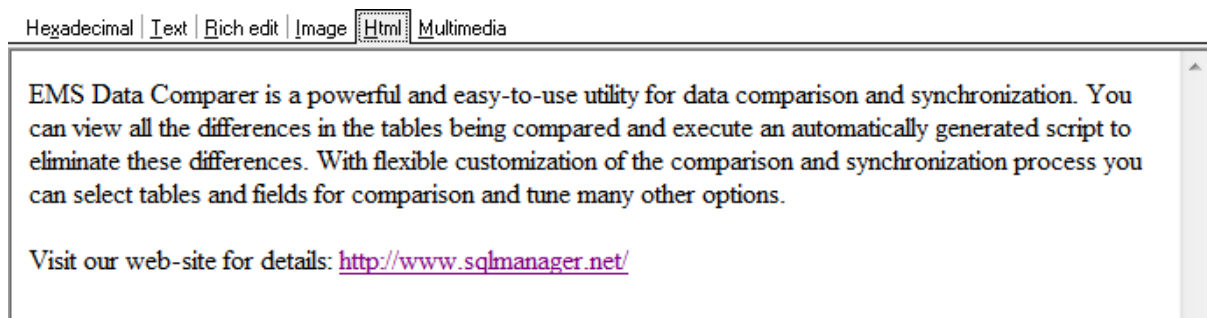 Hexadecimal Text Rich edit Image Html Multimedia
EMS Data Comparer is a powerful and easy-to-use utility for data comparison and synchronization. You
can view all the differences in the tables being compared and execute an automatically generated script to
eliminate these differences. With flexible customization of the comparison and synchronization process you
can select tables and fields for comparison and tune many other options.
Visit our web-site for details: http://www.sqlmanager.net/